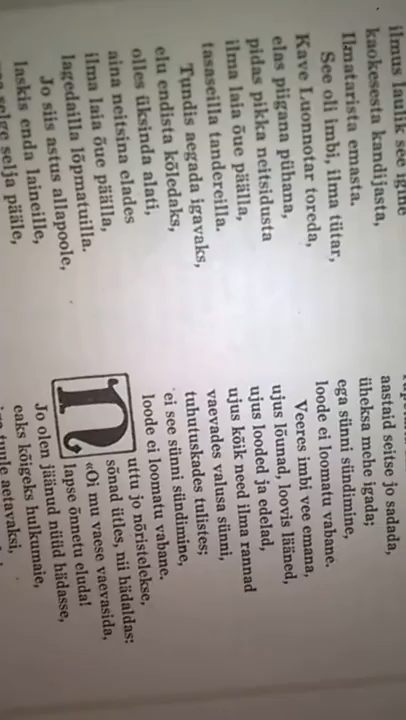 ilmus laulik see igine
kaokesesta kandijasta,
Ilmatarista emasta.
See oli imbi, ilma tütar,
Kave Luonnotar toreda,
elas piigana pühana,
pidas pikka neitsidusta
ilma laia õue päälla,
tasaseilla tandereilla.
Tundis aegada igavaks,
elu endista kõledaks,
olles üksinda alati,
aina neitsina elades
ilma laia õue päälla,
lagedailla lõpmatuilla.
Jo siis astus allapoole,
laskis enda laineille,
selge selja pääle,
aastaid seitse jo sadada,
üheksa mehe igada;
ega sünni sündimine,
loode ei loomatu vabane.
Veeres imbi vee emana,
ujus lõunad, loovis lääned,
ujus looded ja edelad,
ujus kõik need ilma rannad
vaevades valusa sünni,
tuhutuskades tulistes;
ei see sünni sündimine,
loode ei loomatu vabane.
Nuttu jo nõristelekse,
sõnad ütles, nii hädaldas:
«Oi mu vaese vaevasida,
lapse õnnetu eluda!
Jo olen jäänud nüüd hädasse,
eaks kõigeks hulkumaie,
tuule aetavaksi,